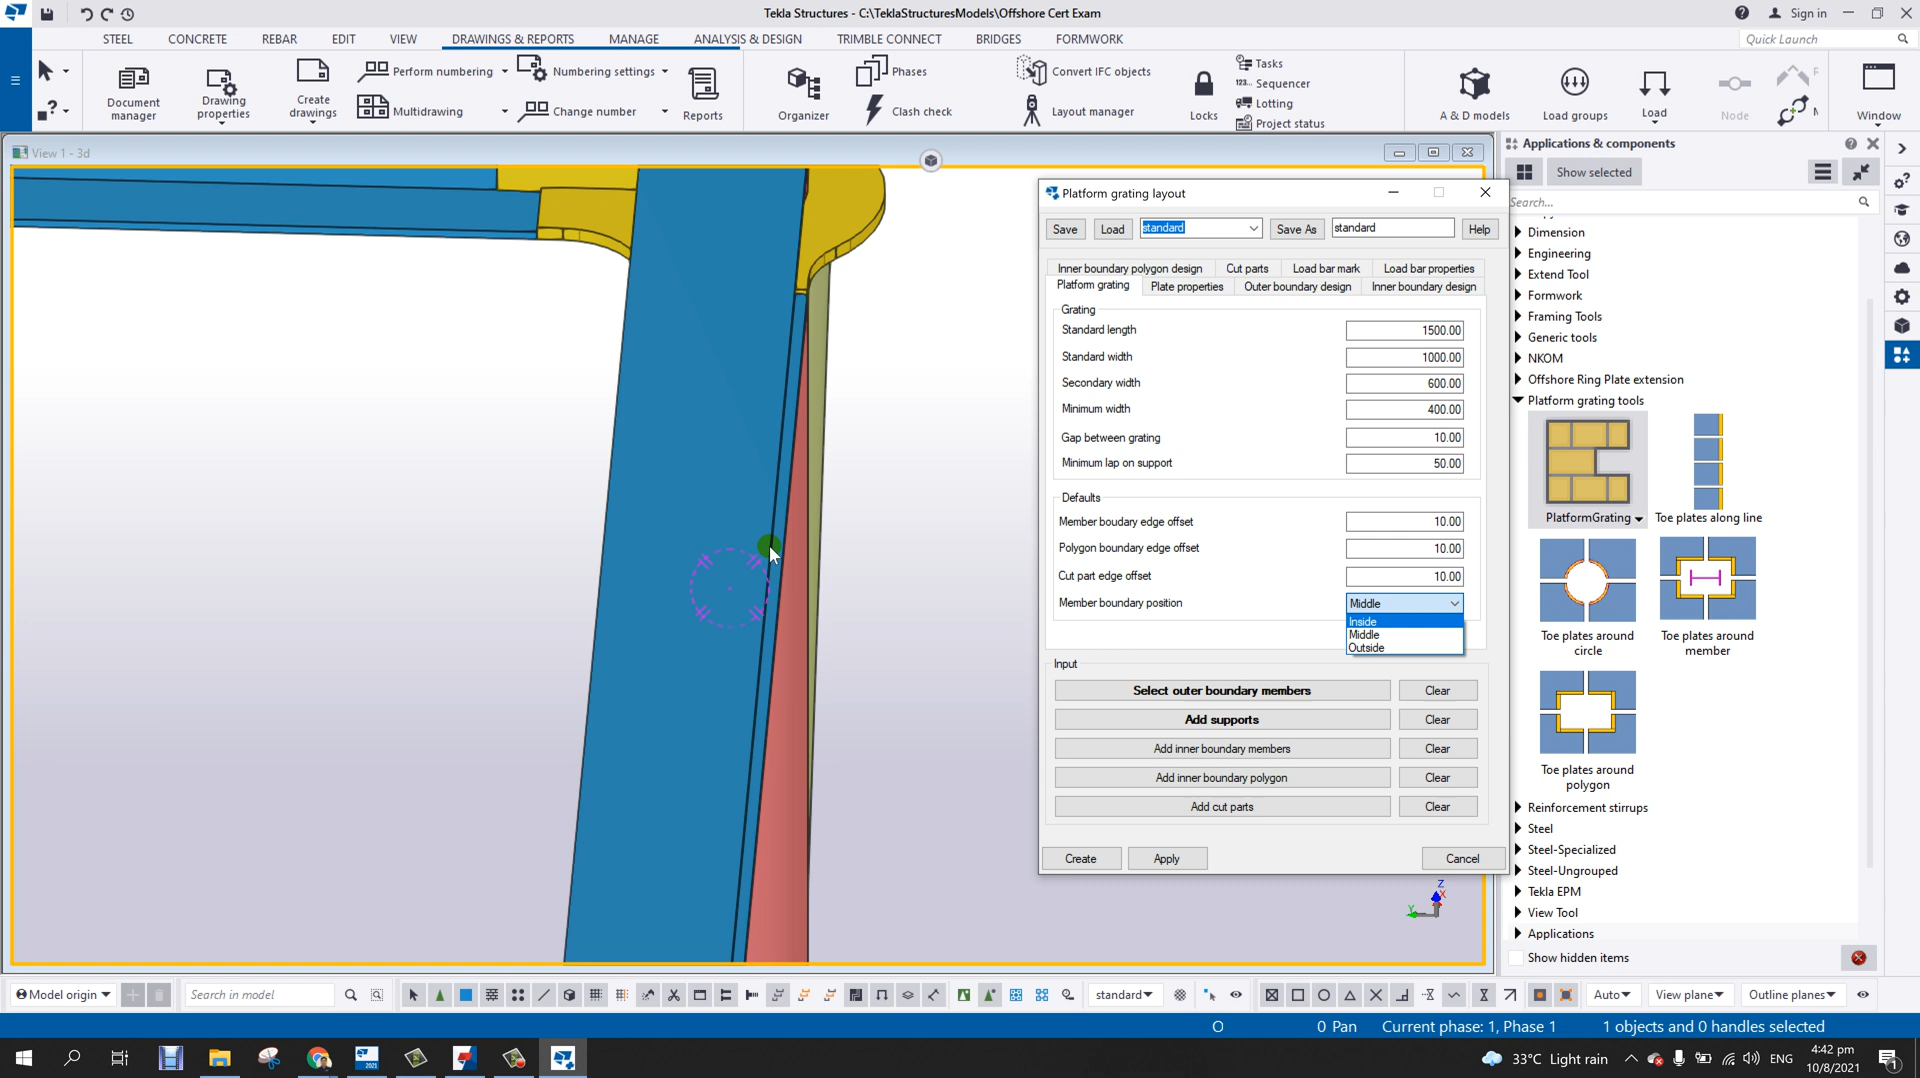 Tekla Structures - C:\TeklaStructuresModels\Offshore Cert Exam
Sign in
STEEL CONCRETE REBAR EDIT VIEW DRAWINGS & REPORTS MANAGE ANALYSIS & DESIGN TRIMBLE CONNECT BRIDGES FORMWORK
Quick Launch
Document manager
Drawing properties
Create drawings
Perform numbering
Multidrawing
Numbering settings
Change number
Reports
Organizer
Phases
Clash check
Convert IFC objects
Layout manager
Locks
Tasks
Sequencer
Lotting
Project status
A & D models
Load groups
Load
Node
Window
View 1 - 3d
Platform grating layout
Save Load standard Save As standard Help
Inner boundary polygon design Cut parts Load bar mark Load bar properties
Platform grating Plate properties Outer boundary design Inner boundary design
Grating
Standard length 1500.00
Standard width 1000.00
Secondary width 600.00
Minimum width 400.00
Gap between grating 10.00
Minimum lap on support 50.00
Defaults
Member boudary edge offset 10.00
Polygon boundary edge offset 10.00
Cut part edge offset 10.00
Member boundary position Middle
Inside
Middle
Outside
Input
Select outer boundary members Clear
Add supports Clear
Add inner boundary members Clear
Add inner boundary polygon Clear
Add cut parts Clear
Create Apply Cancel
Z
X
Y
Applications & components
Show selected
Search...
Dimension
Engineering
Extend Tool
Formwork
Framing Tools
Generic tools
NKOM
Offshore Ring Plate extension
Platform grating tools
PlatformGrating
Toe plates along line
Toe plates around circle
Toe plates around member
Toe plates around polygon
Reinforcement stirrups
Steel
Steel-Specialized
Steel-Ungrouped
Tekla EPM
View Tool
Applications
Show hidden items
Model origin
Search in model
standard
Auto
View plane
Outline planes
O 0 Pan Current phase: 1, Phase 1 1 objects and 0 handles selected
33°C Light rain
ENG
4:42 pm
10/8/2021